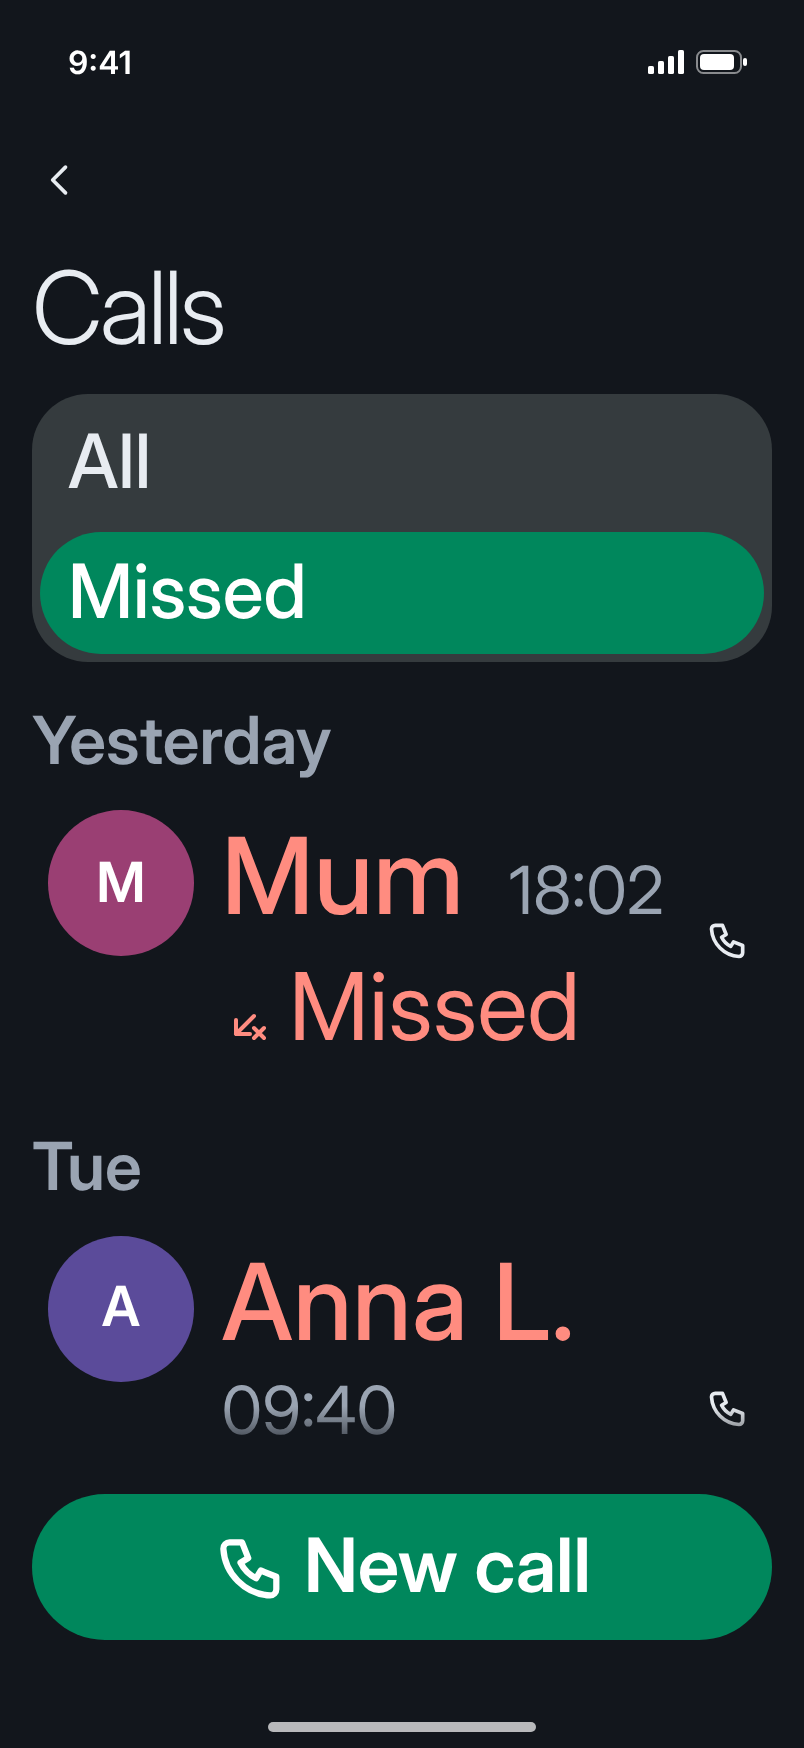 9:41
Calls
All
Missed
Yesterday
M
Mum 18:02
Missed
Tue
A
Anna L.
09:40
New call